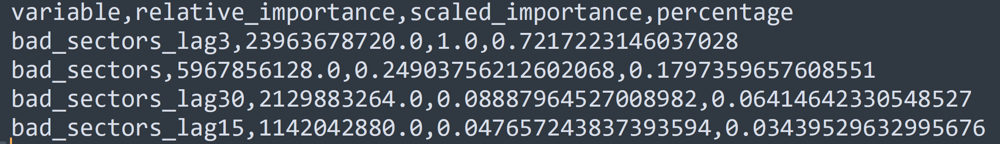 variable,relative_importance,scaled_importance,percentage
bad_sectors_lag3,23963678720.0,1.0,0.7217223146037028
bad_sectors,5967856128.0,0.24903756212602068,0.1797359657608551
bad_sectors_lag30,2129883264.0,0.08887964527008982,0.06414642330548527
bad_sectors_lag15,1142042880.0,0.047657243837393594,0.03439529632995676